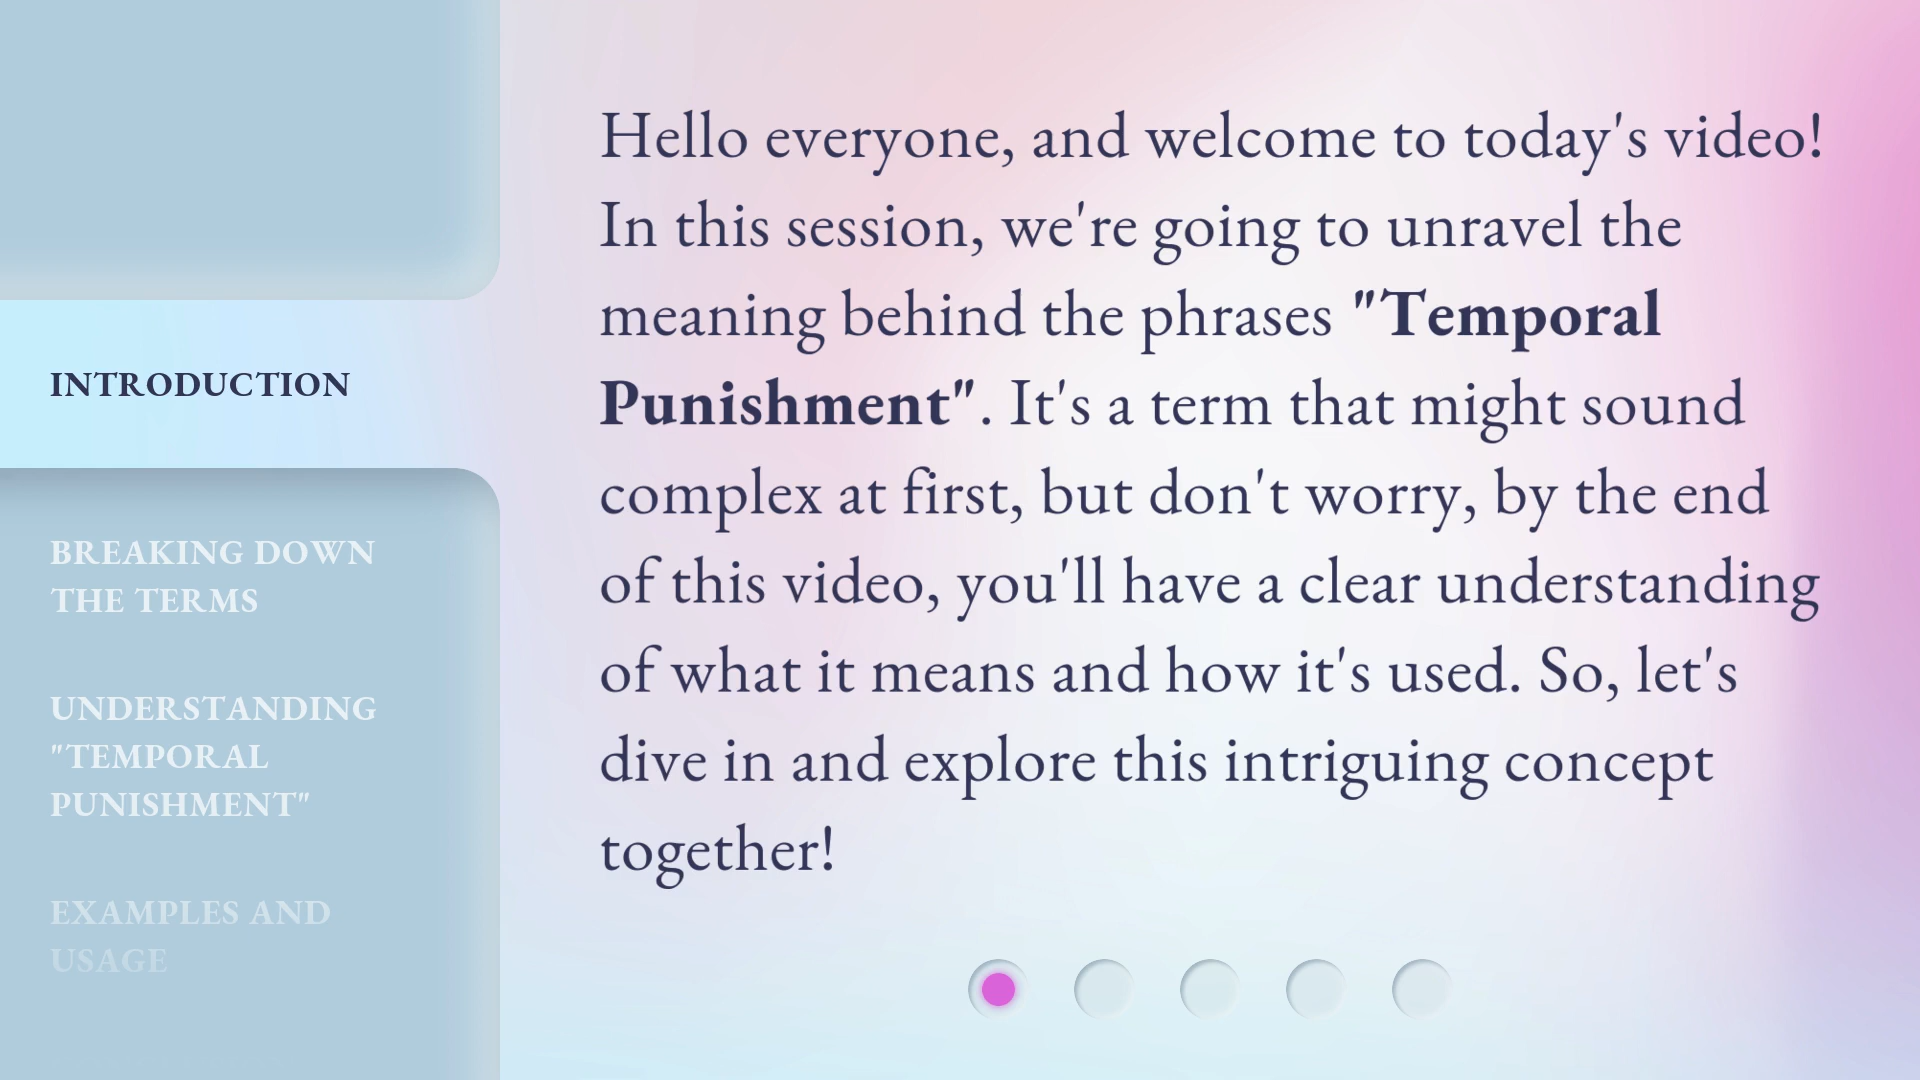 INTRODUCTION
BREAKING DOWN
THE TERMS
UNDERSTANDING
"TEMPORAL
PUNISHMENT"
EXAMPLES AND
USAGE
Hello everyone, and welcome to today's video!
In this session, we're going to unravel the
meaning behind the phrases "Temporal
Punishment". It's a term that might sound
complex at first, but don't worry, by the end
of this video, you'll have a clear understanding
of what it means and how it's used. So, let's
dive in and explore this intriguing concept
together!